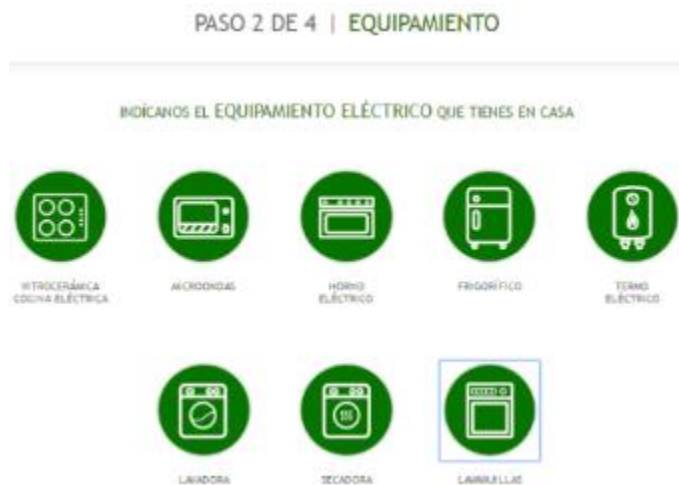 PASO 2 DE 4 | EQUIPAMIENTO
INDÍCANOS EL EQUIPAMIENTO ELÉCTRICO QUE TIENES EN CASA
VITROCERÁMICA
COCINA ELÉCTRICA
MICROONDAS
HORNO
ELÉCTRICO
FRIGORÍFICO
TERMO
ELÉCTRICO
LAVADORA
SECADORA
LAVAVAJILLAS